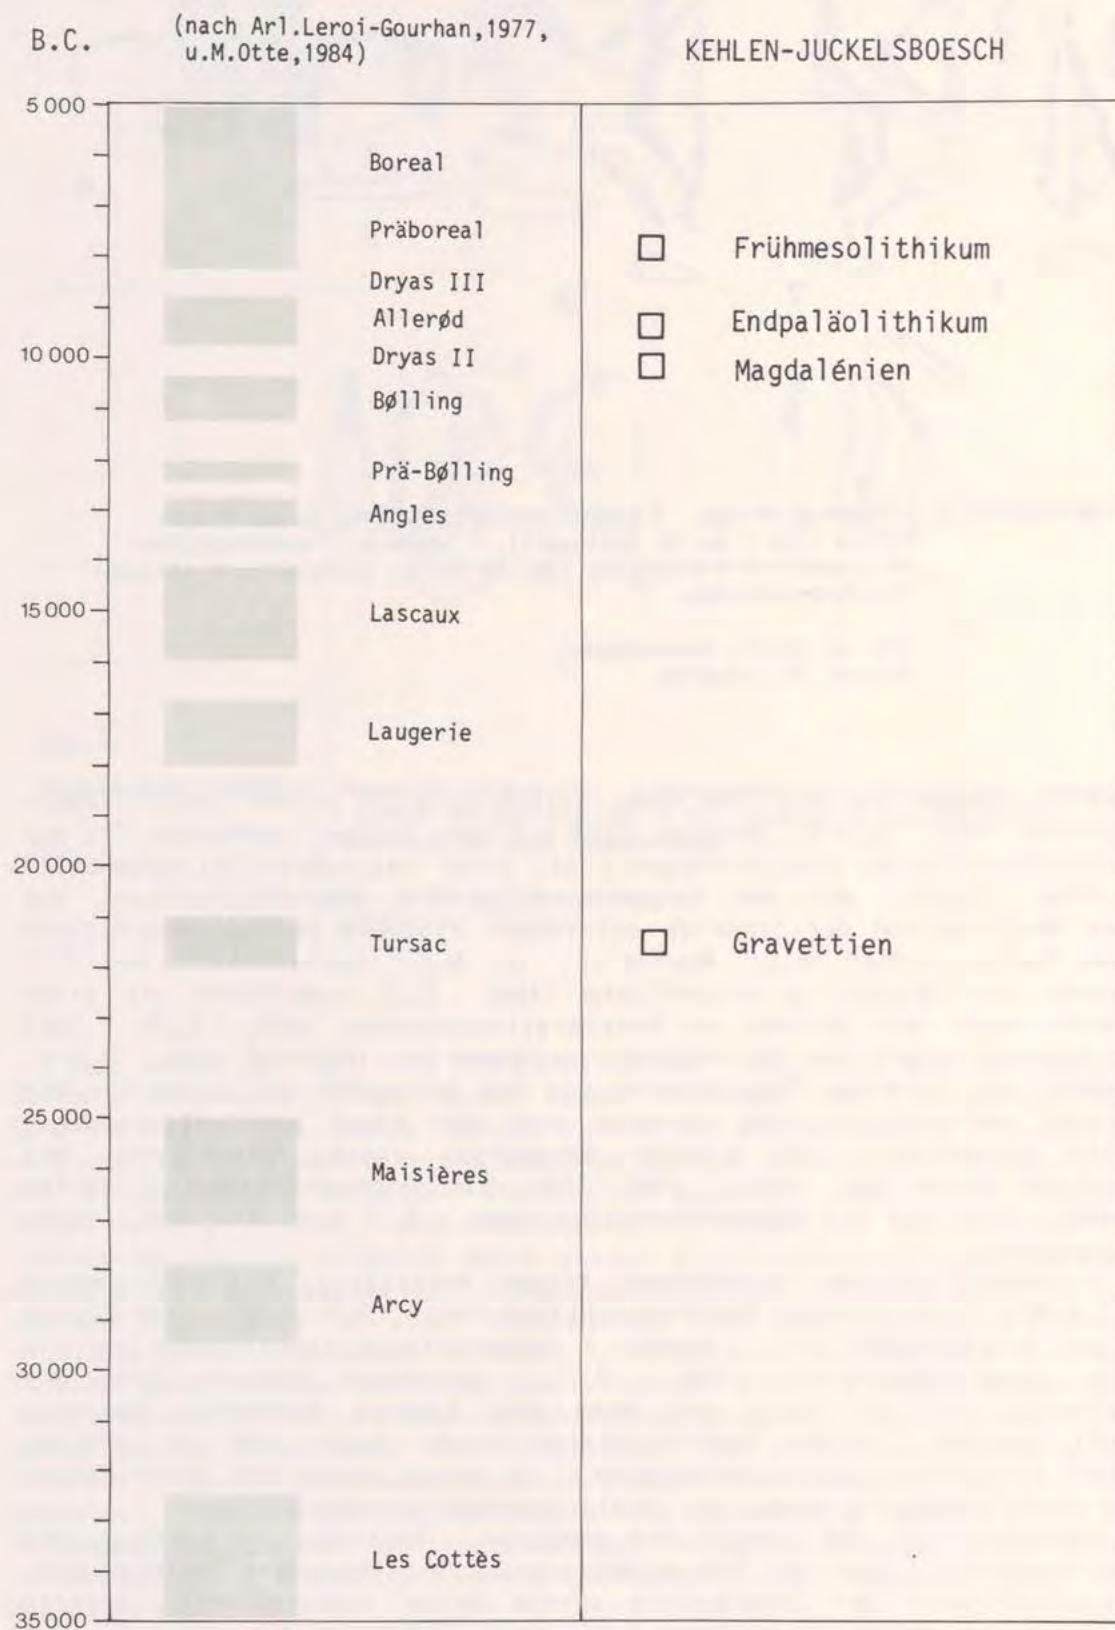 B.C.
(nach Arl.Leroi-Gourhan,1977,
u.M.Otte,1984)
KEHLEN-JUCKELSBOESCH
5 000
Boreal
Präboreal
Frühmesolithikum
Dryas III
Allerød
Endpaläolithikum
10 000
Dryas II
Magdalénien
Bølling
Prä-Bølling
Angles
15 000
Lascaux
Laugerie
20 000
Tursac
Gravettien
25 000
Maisières
Arcy
30 000
Les Cottès
35 000